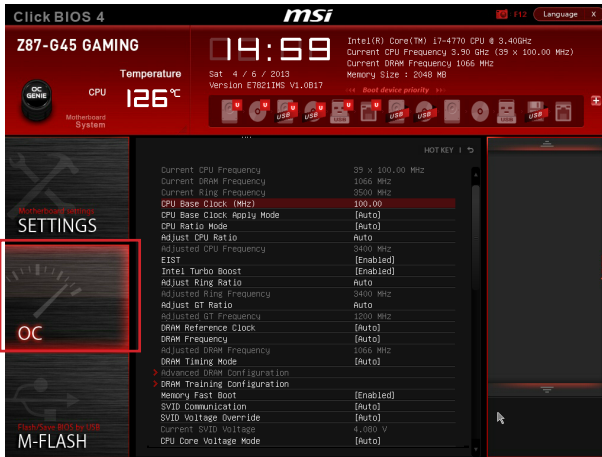 Click BIOS 4
msi
F12
Language X
Z87-G45 GAMING
14:59
Intel(R) Core(TM) i7-4770 CPU @ 3.40GHz
Current CPU Frequency 3.90 GHz (39 x 100.00 MHz)
Current DRAM Frequency 1066 MHz
Memory Size : 2048 MB
Temperature
Sat 4 / 6 / 2013
Version E7821IMS V1.0B17
OC GENIE
CPU
126°C
Boot device priority
Motherboard
System
U U U U U U U
USB USB USB USB USB USB
HOT KEY
Current CPU Frequency 39 x 100.00 MHz
Current DRAM Frequency 1066 MHz
Current Ring Frequency 3500 MHz
CPU Base Clock (MHz) 100.00
CPU Base Clock Apply Mode [Auto]
CPU Ratio Mode [Auto]
Adjust CPU Ratio Auto
Adjusted CPU Frequency 3400 MHz
EIST [Enabled]
Intel Turbo Boost [Enabled]
Adjust Ring Ratio Auto
Adjusted Ring Frequency 3400 MHz
Adjust GT Ratio Auto
Adjusted GT Frequency 1200 MHz
DRAM Reference Clock [Auto]
DRAM Frequency [Auto]
Adjusted DRAM Frequency 1066 MHz
DRAM Timing Mode [Auto]
> Advanced DRAM Configuration
> DRAM Training Configuration
Memory Fast Boot [Enabled]
SVID Communication [Auto]
SVID Voltage Override [Auto]
Current SVID Voltage 4.080 V
CPU Core Voltage Mode [Auto]
Motherboard settings
SETTINGS
OC
Flash/Save BIOS by USB
M-FLASH